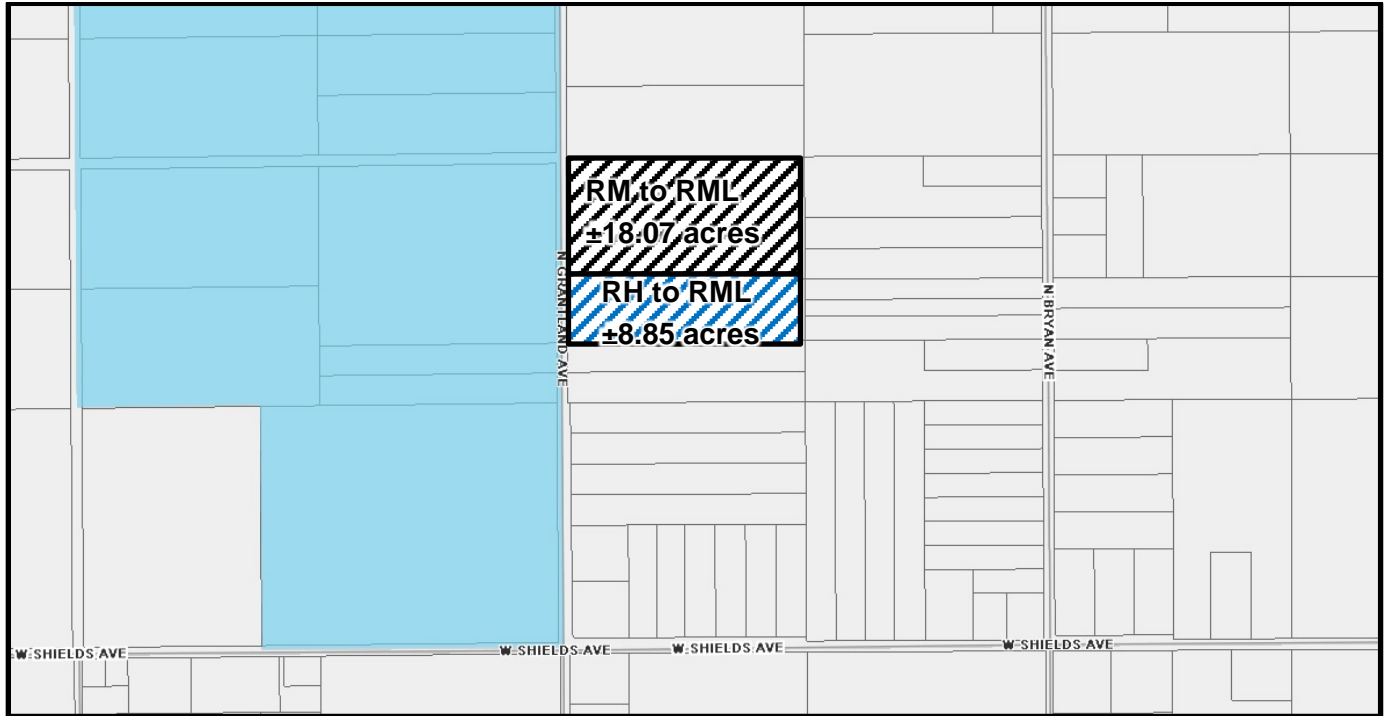 RM to RML
±18.07 acres
RH to RML
±8.85 acres
N GRANTLAND AVE
N BRYAN AVE
W SHIELDS AVE
W SHIELDS AVE
W SHIELDS AVE
W SHIELDS AVE